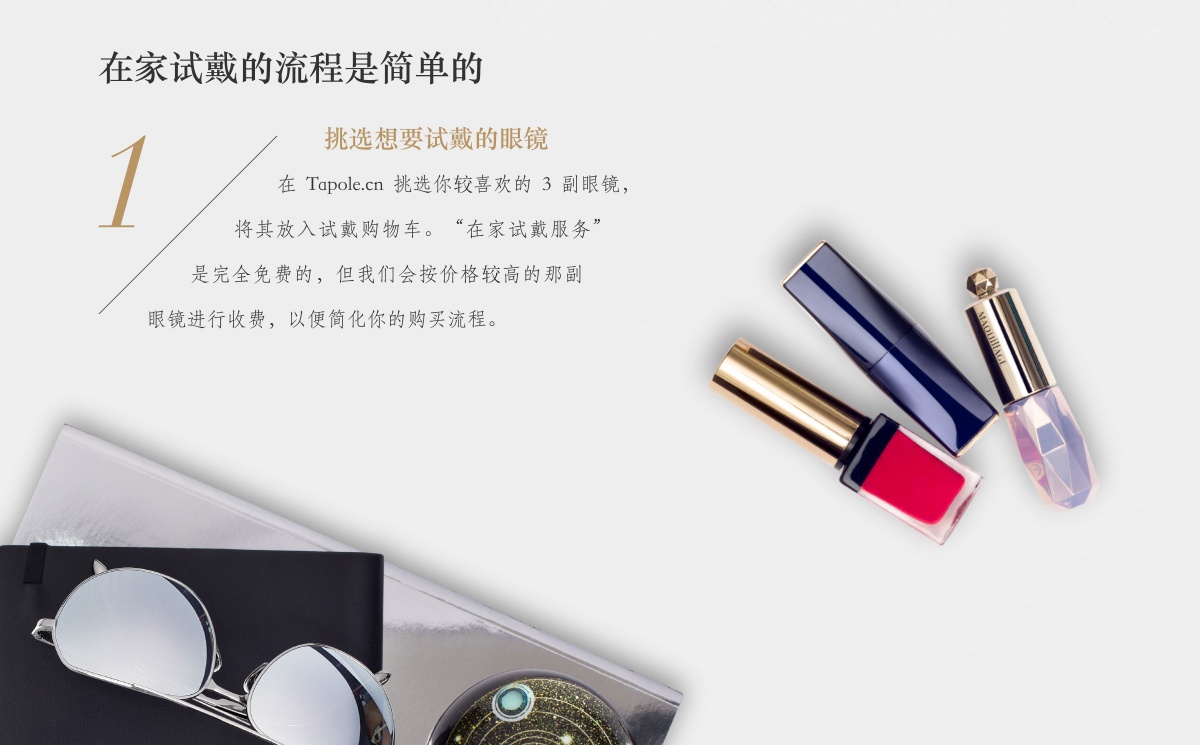 在家试戴的流程是简单的
1
挑选想要试戴的眼镜
在 Tapole.cn 挑选你较喜欢的 3 副眼镜，
将其放入试戴购物车。“在家试戴服务”
是完全免费的，但我们会按价格较高的那副
眼镜进行收费，以便简化你的购买流程。
MAQUILLAGE